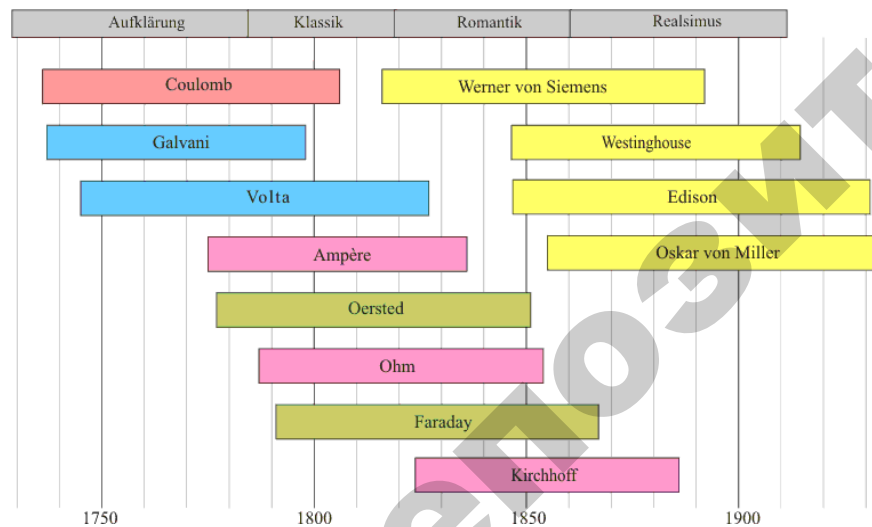 Aufklärung Klassik Romantik Realsimus
Coulomb Werner von Siemens
Galvani Westinghouse
Volta Edison
Ampère Oskar von Miller
Oersted
Ohm
Faraday
Kirchhoff
1750 1800 1850 1900
епозит